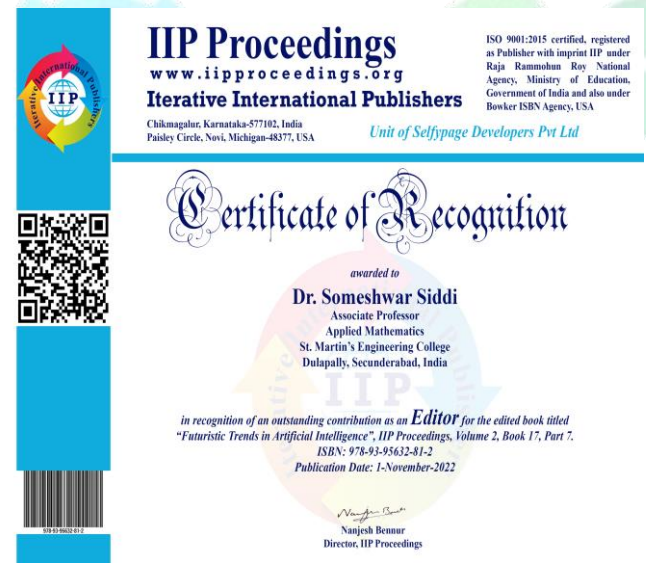 Iterative International Publishers
IIP
IIP Proceedings
www.iipproceedings.org
Iterative International Publishers
Chikmagalur, Karnataka-577102, India
Paisley Circle, Novi, Michigan-48377, USA
Unit of Selfypage Developers Pvt Ltd
ISO 9001:2015 certified, registered
as Publisher with imprint IIP under
Raja Rammohun Roy National
Agency, Ministry of Education,
Government of India and also under
Bowker ISBN Agency, USA
Certificate of Recognition
awarded to
Dr. Someshwar Siddi
Associate Professor
Applied Mathematics
St. Martin's Engineering College
Dulapally, Secunderabad, India
IIP
in recognition of an outstanding contribution as an Editor for the edited book titled
“Futuristic Trends in Artificial Intelligence”, IIP Proceedings, Volume 2, Book 17, Part 7.
ISBN: 978-93-95632-81-2
Publication Date: 1-November-2022
Nanjesh Bennur
Director, IIP Proceedings